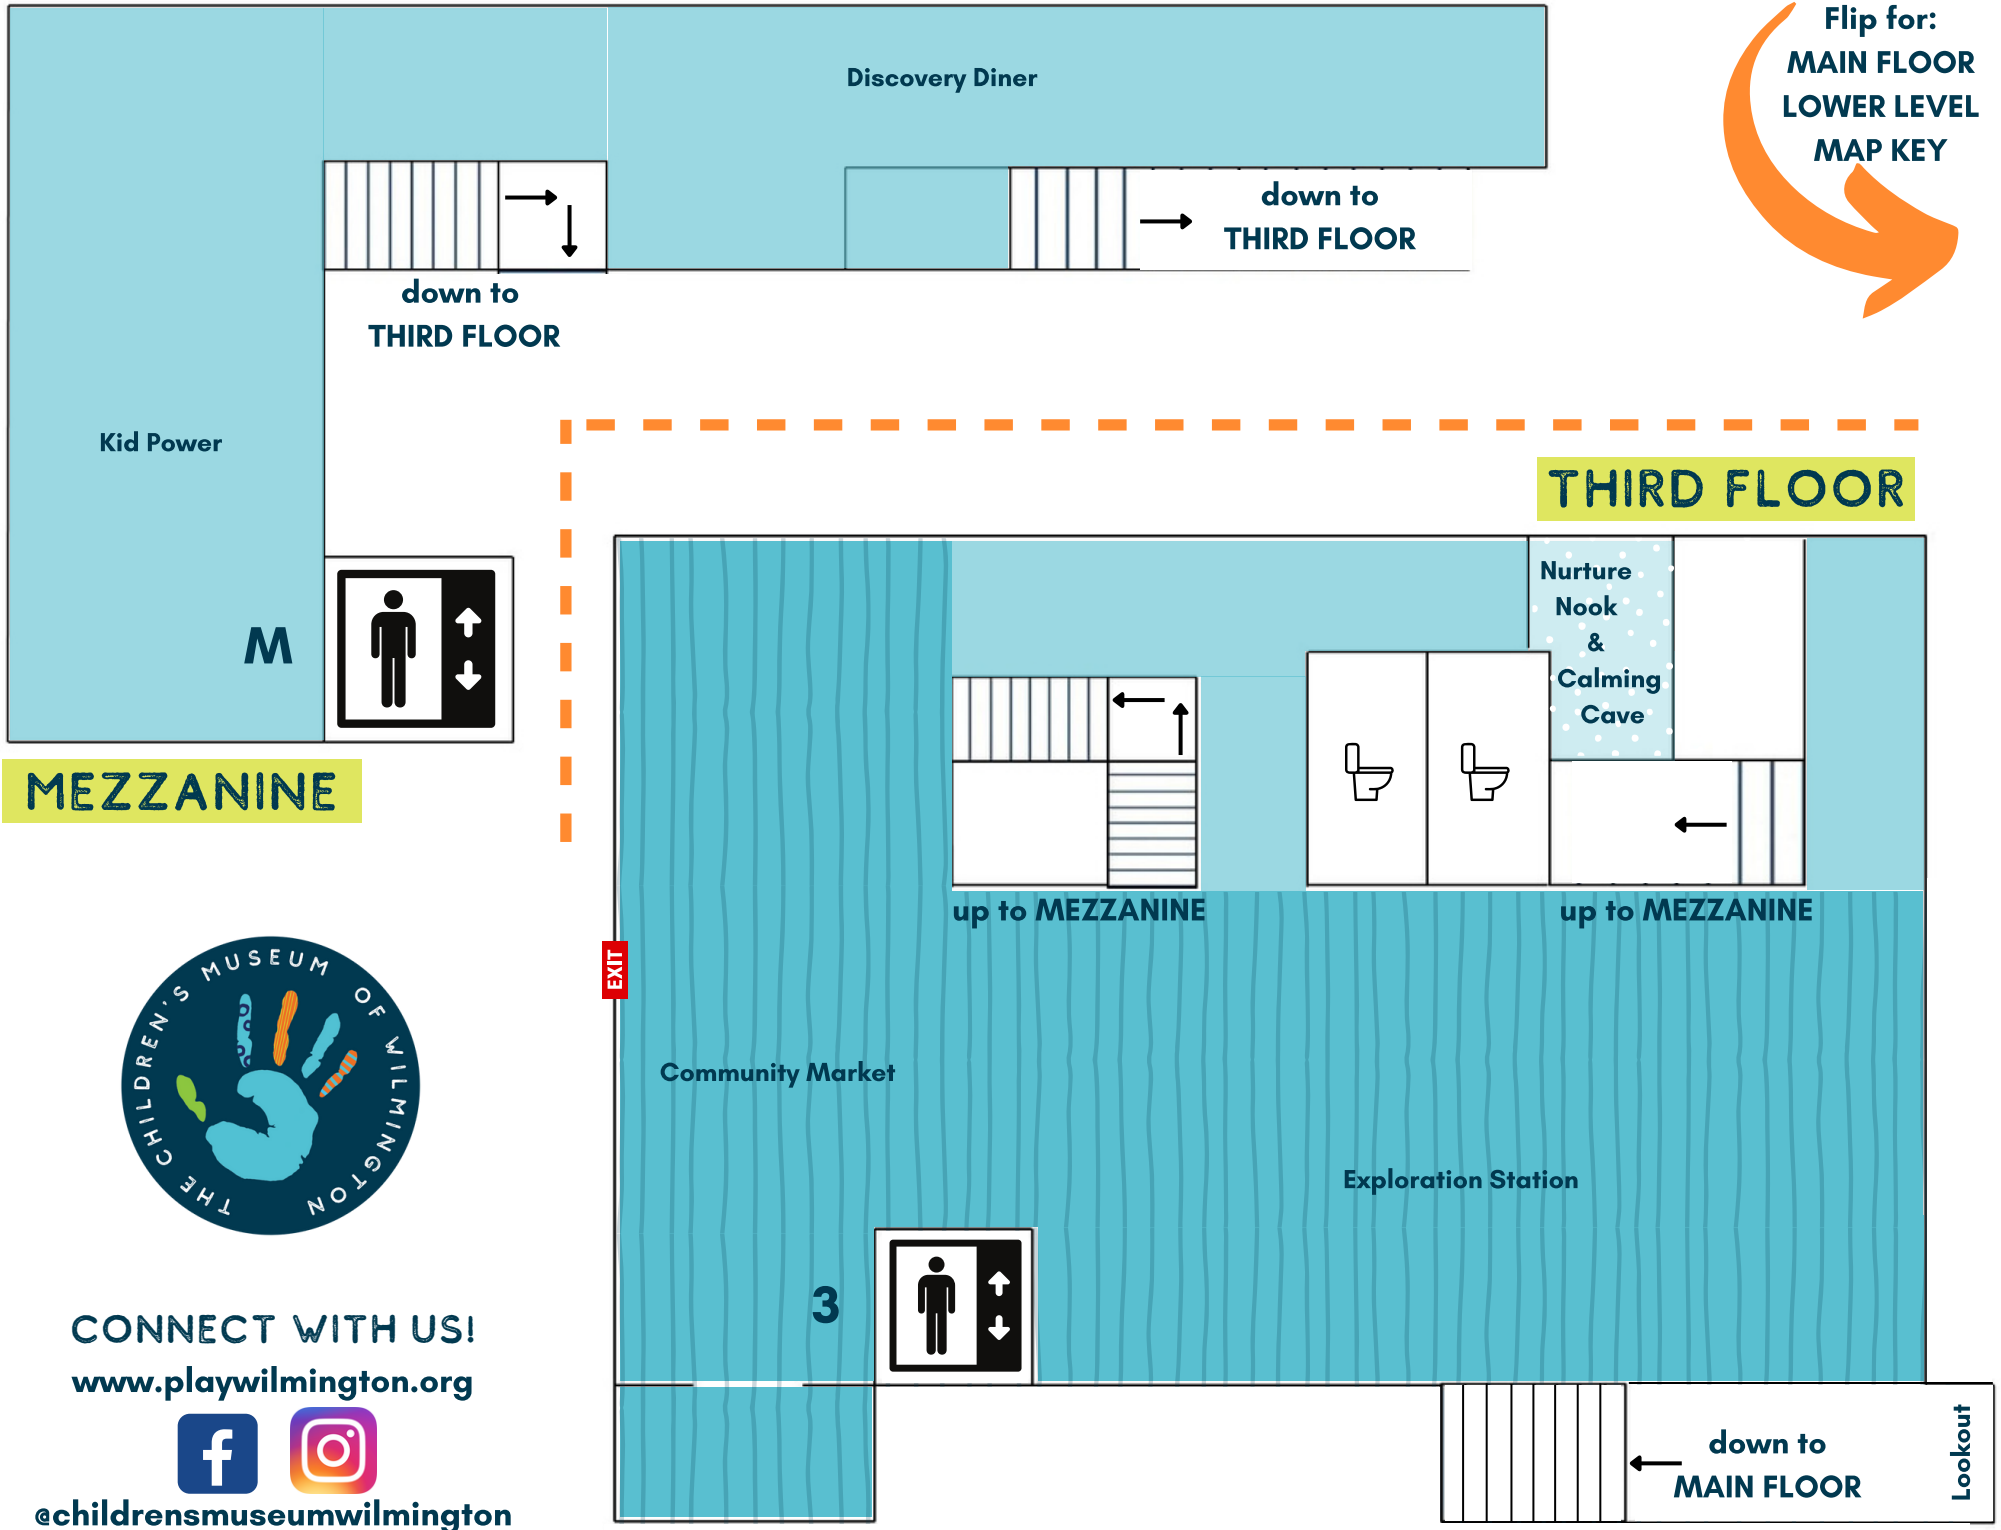 Discovery Diner
Flip for:
MAIN FLOOR
LOWER LEVEL
MAP KEY
down to
THIRD FLOOR
down to
THIRD FLOOR
Kid Power
M
MEZZANINE
THIRD FLOOR
Nurture
Nook
&
Calming
Cave
up to MEZZANINE
up to MEZZANINE
EXIT
Community Market
Exploration Station
3
down to
MAIN FLOOR
Lookout
THE CHILDREN'S MUSEUM OF WILMINGTON
CONNECT WITH US!
www.playwilmington.org
f
@childrensmuseumwilmington